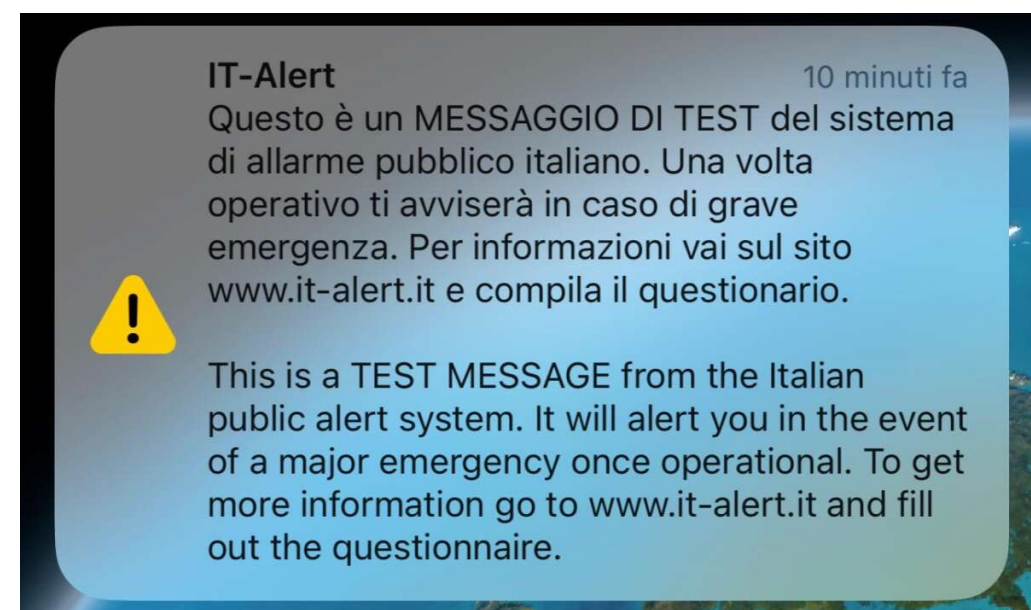 IT-Alert
10 minuti fa
Questo è un MESSAGGIO DI TEST del sistema
di allarme pubblico italiano. Una volta
operativo ti avviserà in caso di grave
emergenza. Per informazioni vai sul sito
www.it-alert.it e compila il questionario.
This is a TEST MESSAGE from the Italian
public alert system. It will alert you in the event
of a major emergency once operational. To get
more information go to www.it-alert.it and fill
out the questionnaire.